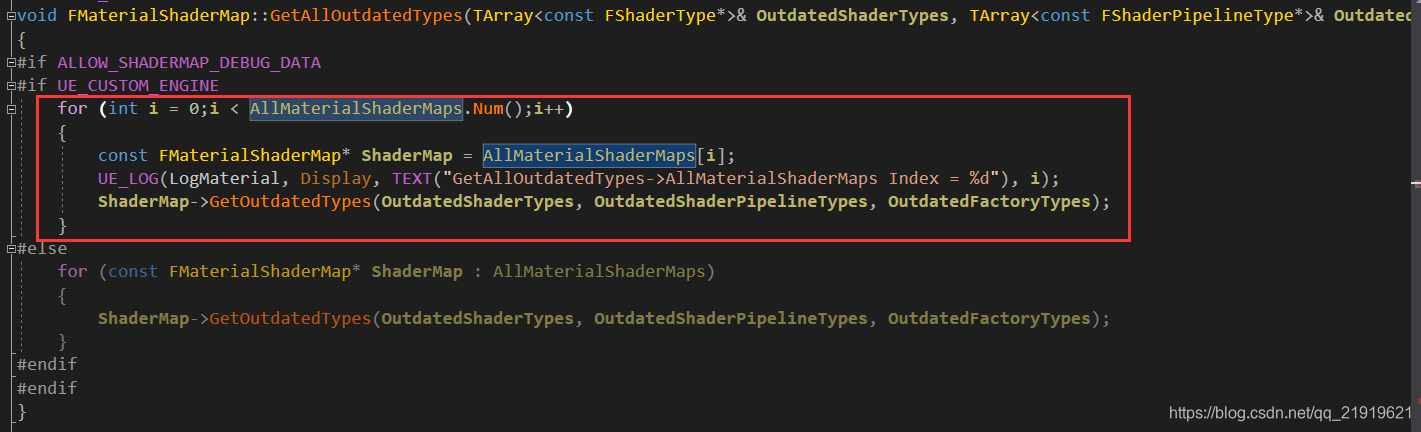 void FMaterialShaderMap::GetAllOutdatedTypes(TArray<const FShaderType*>& OutdatedShaderTypes, TArray<const FShaderPipelineType*>& Outdated
{
#if ALLOW_SHADERMAP_DEBUG_DATA
#if UE_CUSTOM_ENGINE
for (int i = 0;i < AllMaterialShaderMaps.Num();i++)
{
const FMaterialShaderMap* ShaderMap = AllMaterialShaderMaps[i];
UE_LOG(LogMaterial, Display, TEXT("GetAllOutdatedTypes->AllMaterialShaderMaps Index = %d"), i);
ShaderMap->GetOutdatedTypes(OutdatedShaderTypes, OutdatedShaderPipelineTypes, OutdatedFactoryTypes);
}
#else
for (const FMaterialShaderMap* ShaderMap : AllMaterialShaderMaps)
{
ShaderMap->GetOutdatedTypes(OutdatedShaderTypes, OutdatedShaderPipelineTypes, OutdatedFactoryTypes);
}
#endif
#endif
}
https://blog.csdn.net/qq_21919621